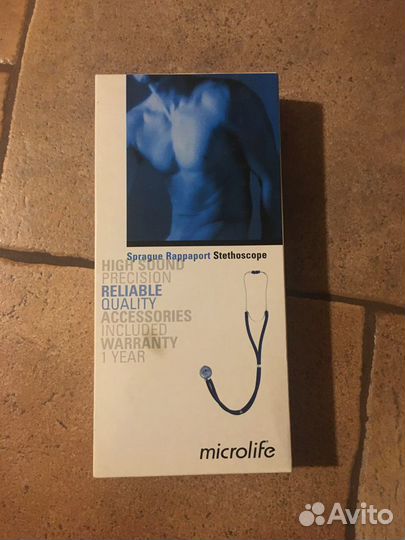 Sprague Rappaport Stethoscope
HIGH SOUND
PRECISION
RELIABLE
QUALITY
ACCESSORIES
INCLUDED
WARRANTY
1 YEAR
microlife
Avito